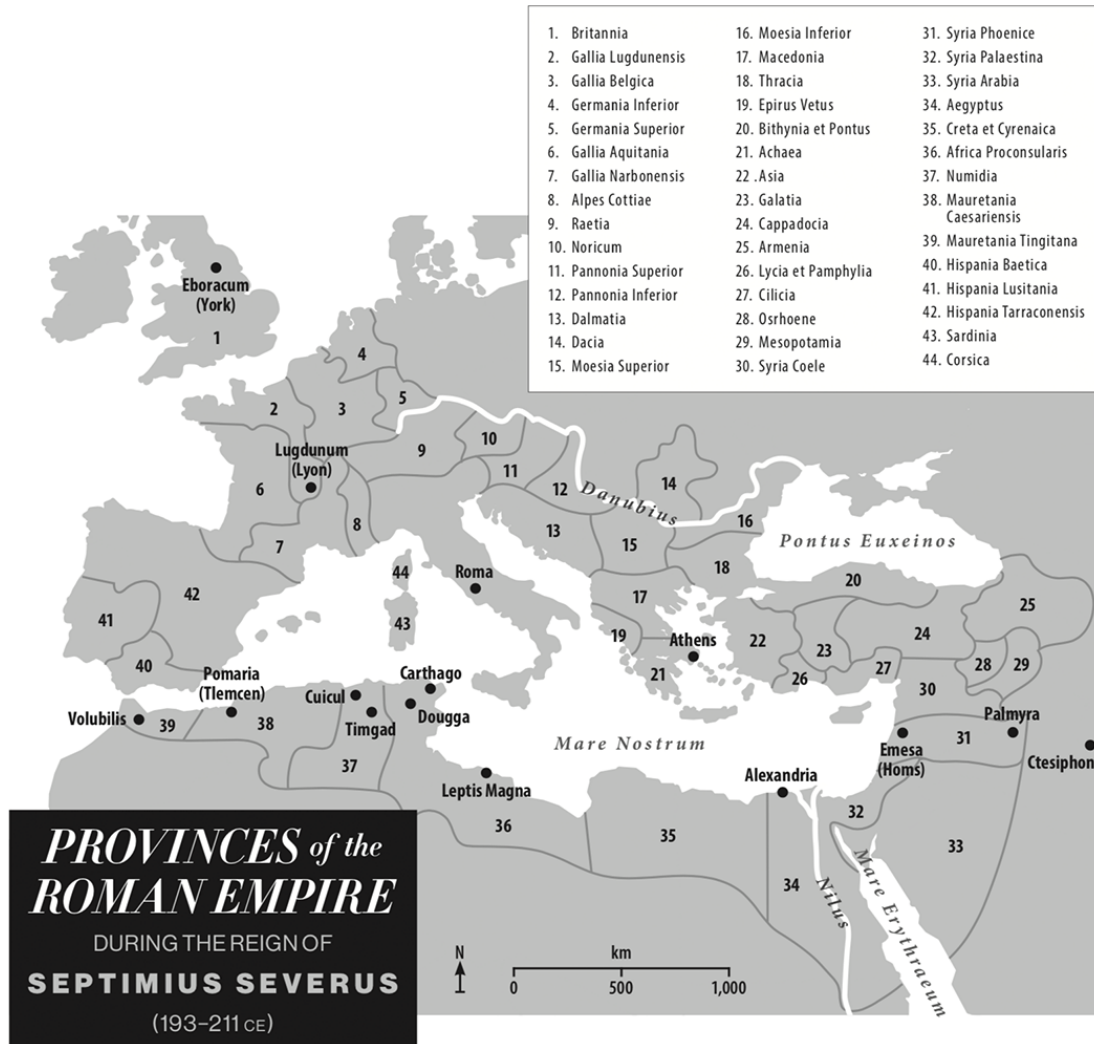 1. Britannia
2 Gallia Lugdunensis
3 Gallia Belgica
4 Germania Inferior
5 Germania Superior
6 Gallia Aquitania
7 Gallia Narbonensis
8 Alpes Cottiae
9 Raetia
10 Noricum
11 Pannonia Superior
12 Pannonia Inferior
13 Dalmatia
14 Dacia
15 Moesia Superior
16. Moesia Inferior
17. Macedonia
18. Thracia
19. Epirus Vetus
20. Bithynia et Pontus
21. Achaea
22 .Asia
23. Galatia
24. Cappadocia
25. Armenia
26. Lycia et Pamphylia
27. Cilicia
28. Osrhoene
29. Mesopotamia
30. Syria Coele
31. Syria Phoenice
32. Syria Palaestina
33. Syria Arabia
34. Aegyptus
35. Creta et Cyrenaica
36. Africa Proconsularis
37. Numidia
38. Mauretania
Caesariensis
39. Mauretania Tingitana
40. Hispania Baetica
41. Hispania Lusitania
42. Hispania Tarraconensis
43. Sardinia
44. Corsica
Eboracum
(York)
1
4
5
2
3
10
9
Lugdunum
(Lyon)
11
12
14
Danubius
6
16
8
13
15
Pontus Euxeinos
7
18
44
Roma
20
42
17
25
41
43
19
Athens
22
24
23
40
21
26
27
28
29
Pomaria
(Tlemcen)
Carthago
Cuicul
30
Dougga
Palmyra
Volubilis
39
38
Timgad
Mare Nostrum
31
Emesa
(Homs)
Ctesiphon
37
Leptis Magna
Alexandria
32
36
35
33
34
Nilus
Mare Erythraeum
PROVINCES of the
ROMAN EMPIRE
DURING THE REIGN OF
SEPTIMIUS SEVERUS
(193–211 CE)
N
km
0 500 1,000